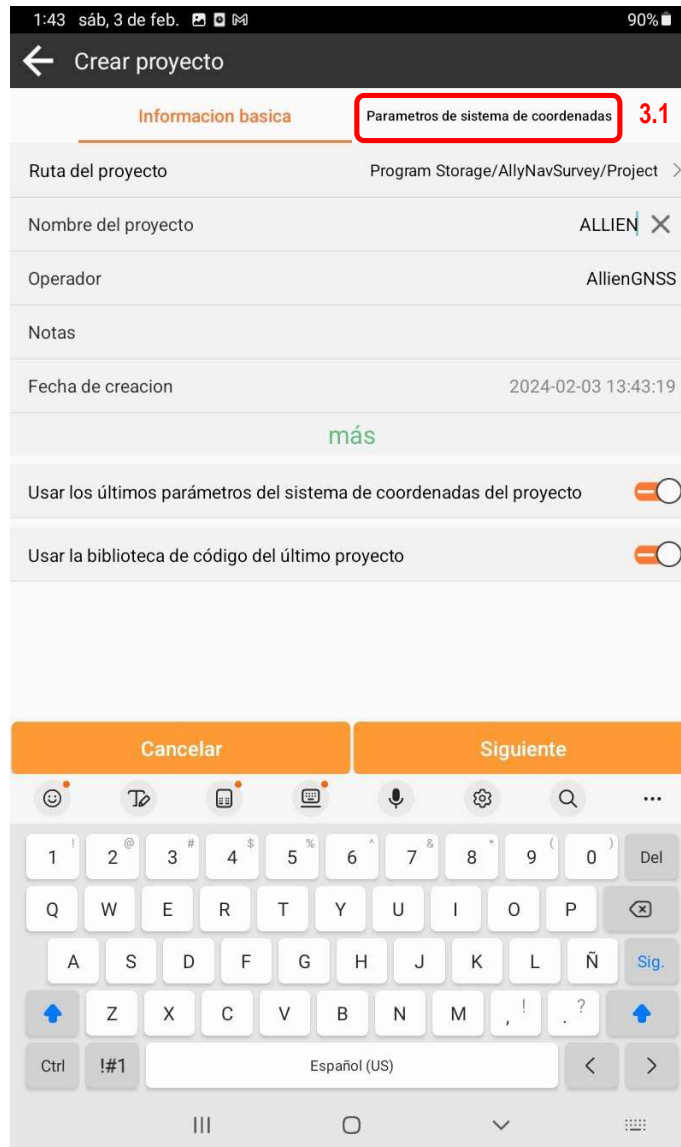 1:43 sáb, 3 de feb. 90%
Crear proyecto
Informacion basica Parametros de sistema de coordenadas 3.1
Ruta del proyecto Program Storage/AllyNavSurvey/Project
Nombre del proyecto ALLIEN
Operador AllienGNSS
Notas
Fecha de creacion 2024-02-03 13:43:19
más
Usar los últimos parámetros del sistema de coordenadas del proyecto
Usar la biblioteca de código del último proyecto
Cancelar Siguiente
1 ! 2 @ 3 # 4 $ 5 % 6 ^ 7 & 8 * 9 ( 0 ) Del
Q W E R T Y U I O P
A S D F G H J K L Ñ Sig.
Z X C V B N M , ! . ?
Ctrl !#1 Español (US) < >